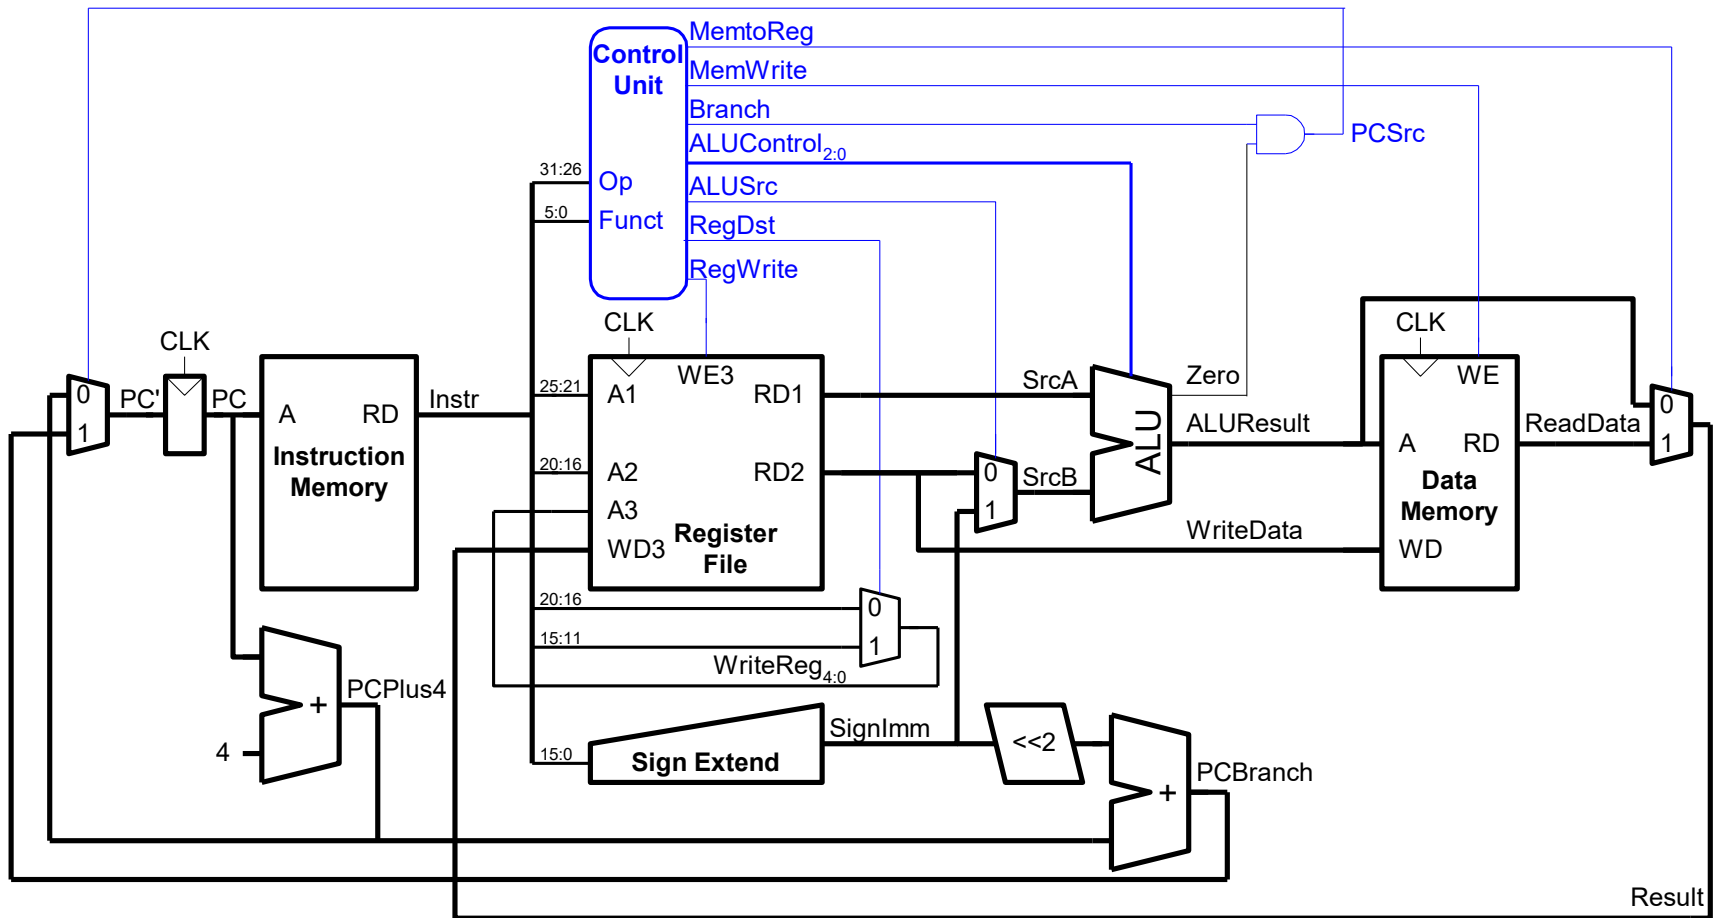 MemtoReg
Control
Unit
MemWrite
Branch
PCSrc
ALUControl2:0
31:26
Op
ALUSrc
5:0
Funct
RegDst
RegWrite
CLK
CLK
CLK
0
1
PC'
PC
A
RD
Instruction
Memory
Instr
25:21
A1
WE3
RD1
20:16
A2
RD2
A3
WD3
Register
File
SrcA
0
1
SrcB
ALU
Zero
ALUResult
WriteData
WE
A
RD
Data
Memory
WD
ReadData
0
1
20:16
0
15:11
1
WriteReg4:0
PCPlus4
+
4
15:0
Sign Extend
SignImm
<<2
+
PCBranch
Result